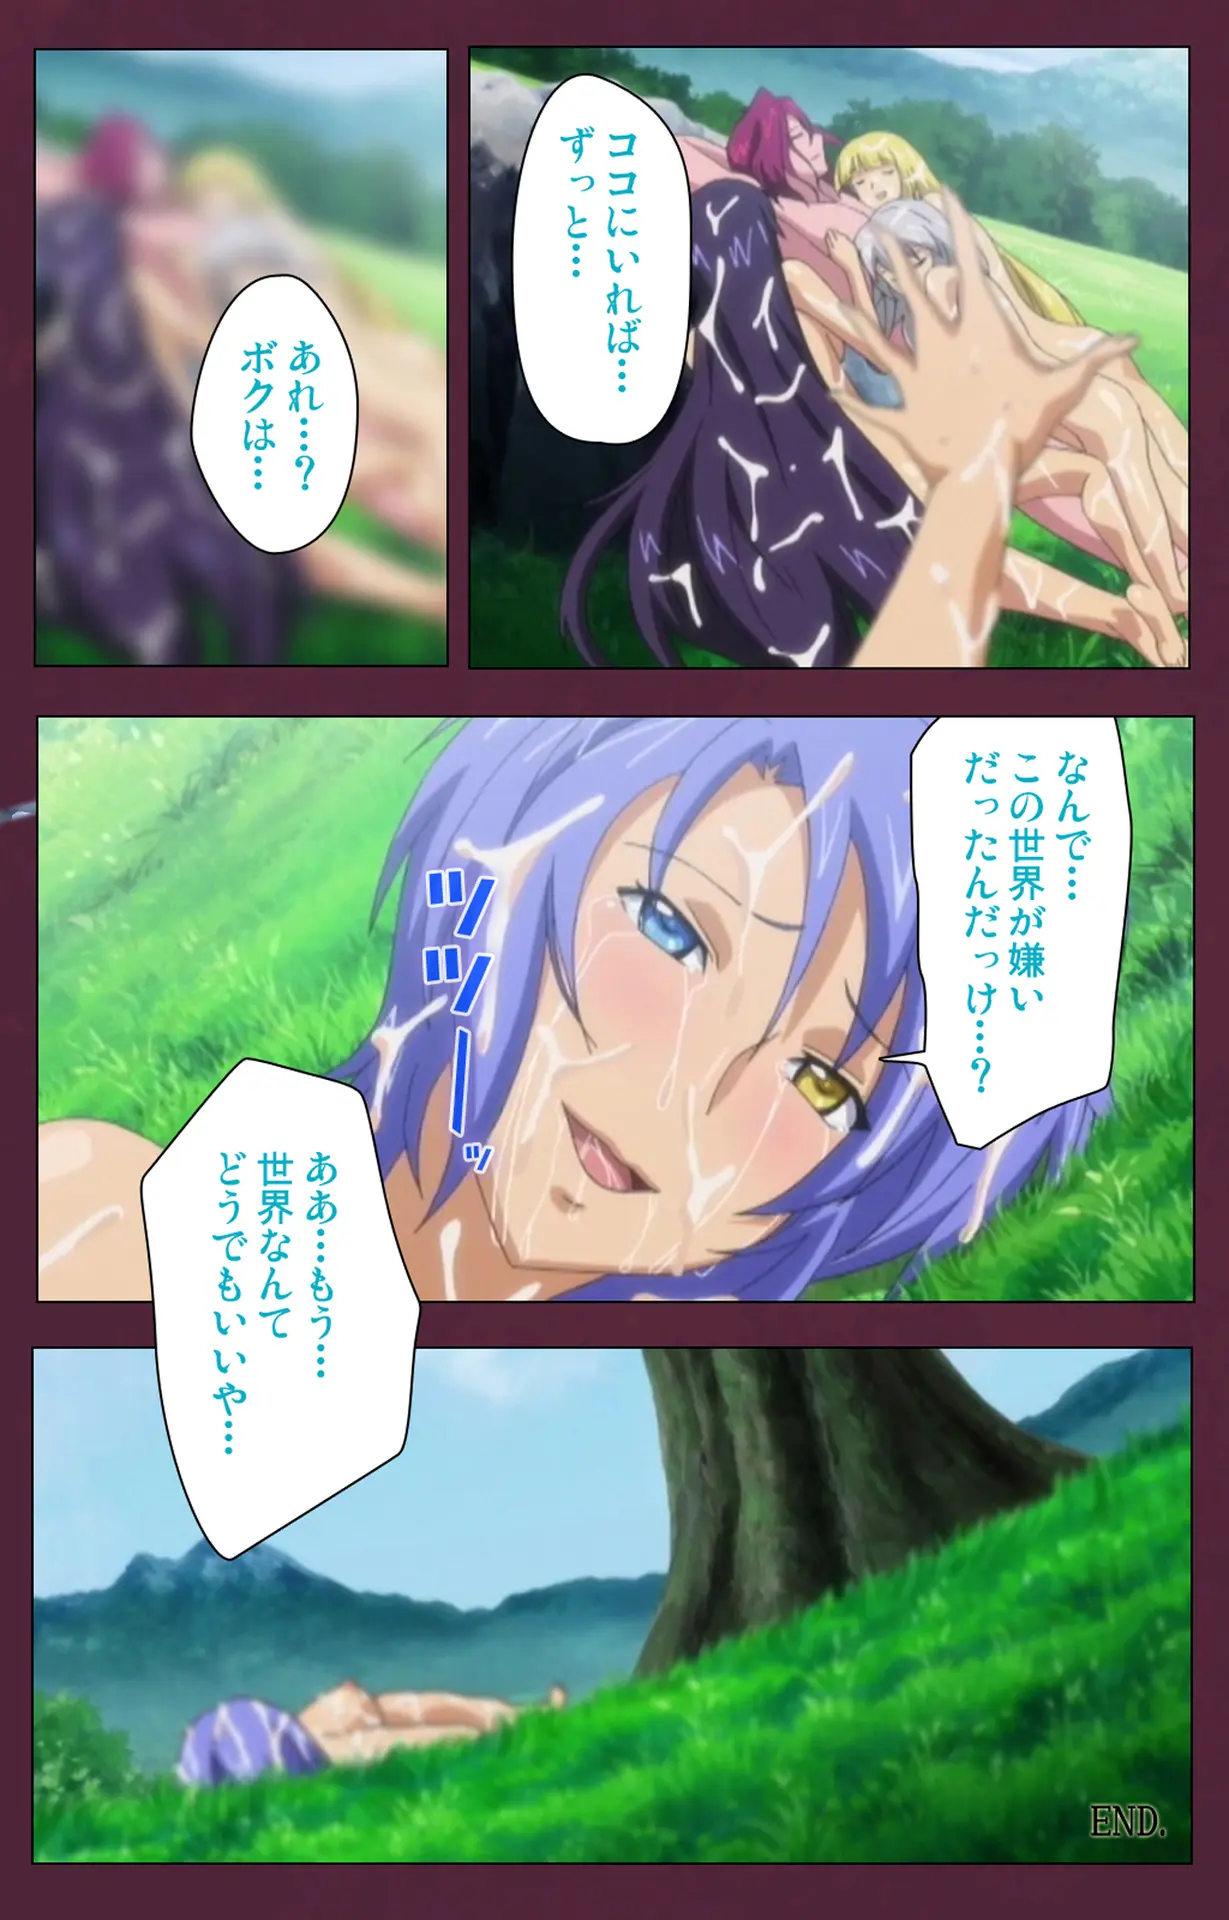 ココにいれば…
ずっと…
あれ…?
ボクは…
なんで…
この世界が嫌い
だったんだっけ…?
ツツーッ
ああ…もう…
世界なんて
どうでもいいや…
END.